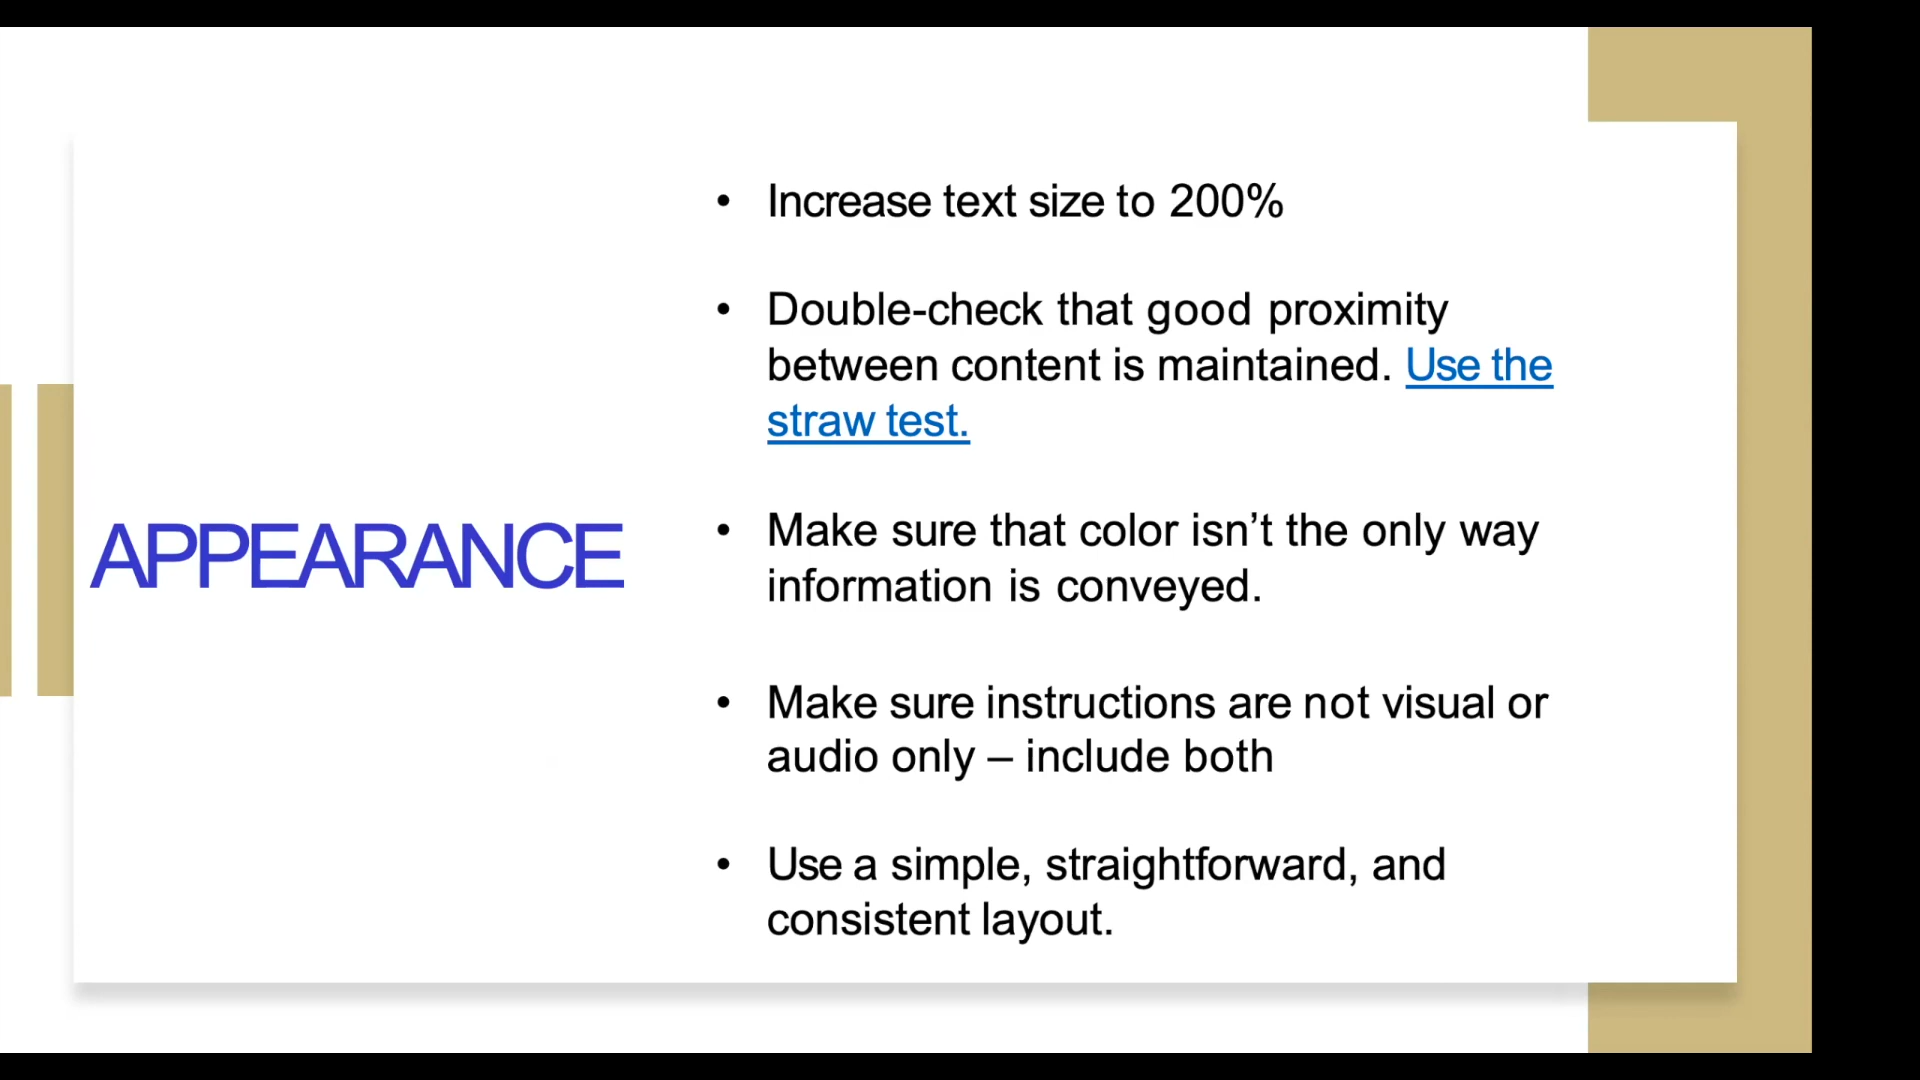 APPEARANCE
• Increase text size to 200%
• Double-check that good proximity
between content is maintained. Use the
straw test.
• Make sure that color isn’t the only way
information is conveyed.
• Make sure instructions are not visual or
audio only – include both
• Use a simple, straightforward, and
consistent layout.